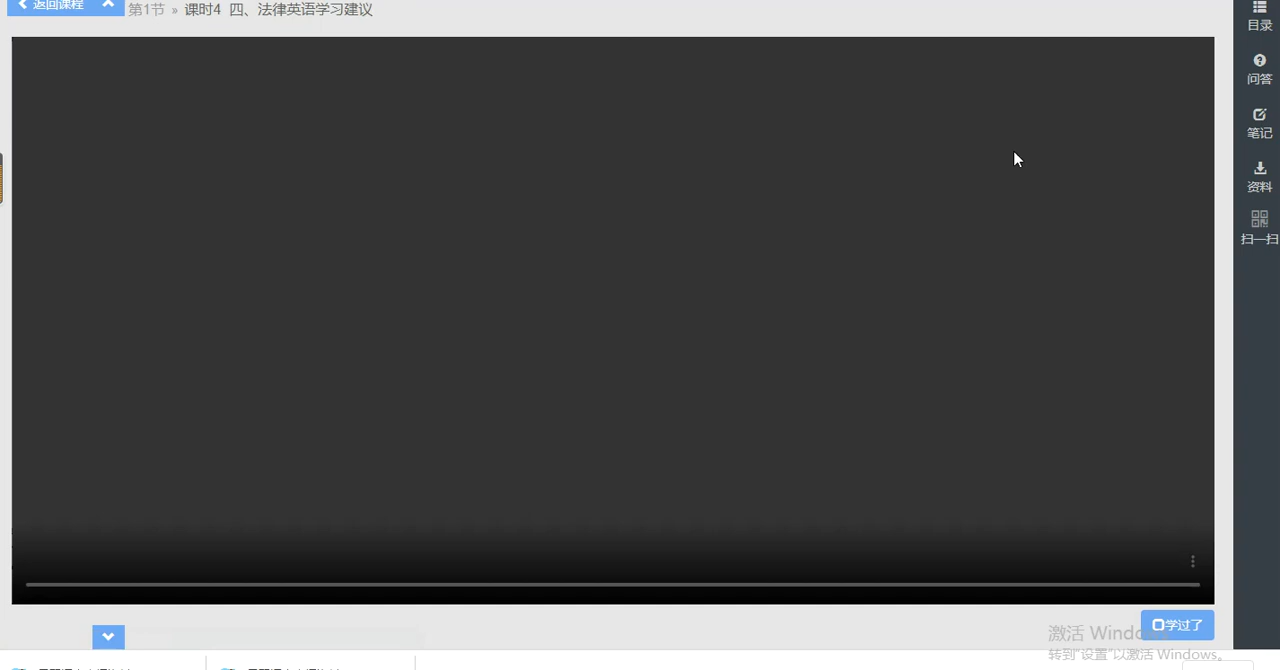 返回课程 第1节 » 课时4 四、法律英语学习建议
目录
问答
笔记
资料
扫一扫
学过了
激活 Windows
转到"设置"以激活 Windows。